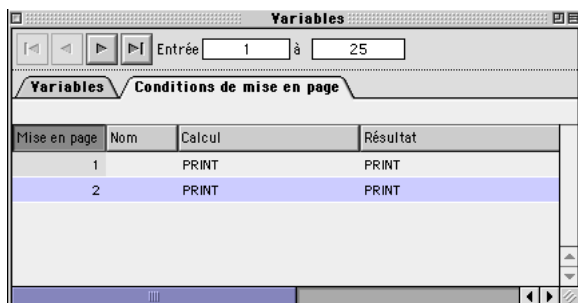 Variables
Entrée 1 à 25
Variables Conditions de mise en page
Mise en page Nom Calcul Résultat
1 PRINT PRINT
2 PRINT PRINT